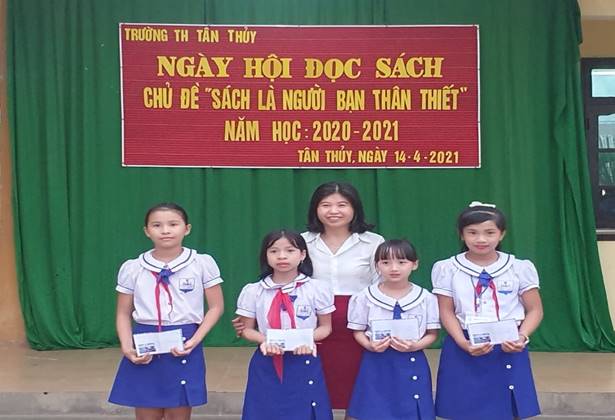 TRƯỜNG TH TÂN THỦY
NGÀY HỘI ĐỌC SÁCH
CHỦ ĐỀ "SÁCH LÀ NGƯỜI BẠN THÂN THIẾT"
NĂM HỌC: 2020-2021
TÂN THỦY, NGÀY 14-4-2021